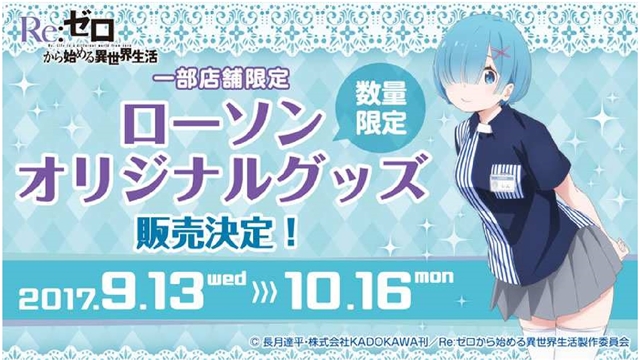 Re:ゼロ
から始める異世界生活
一部店舗限定
数量
限定
ローソン
オリジナルグッズ
販売決定！
2017.9.13wed 〉〉〉 10.16mon
© 長月達平・株式会社KADOKAWA刊／Re:ゼロから始める異世界生活製作委員会